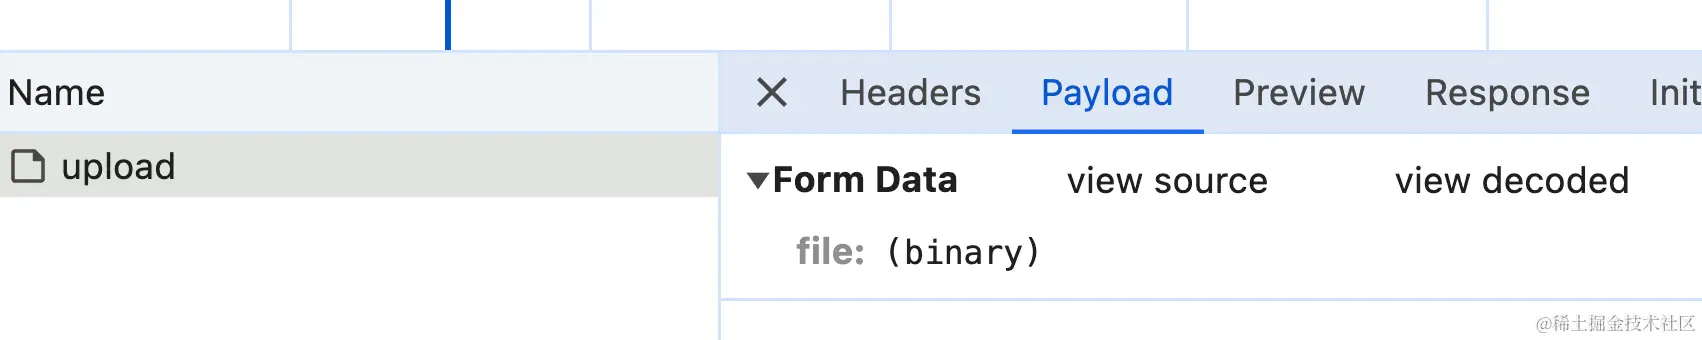 Name
Headers Payload Preview Response Init
upload
Form Data view source view decoded
file: (binary)
@稀土掘金技术社区